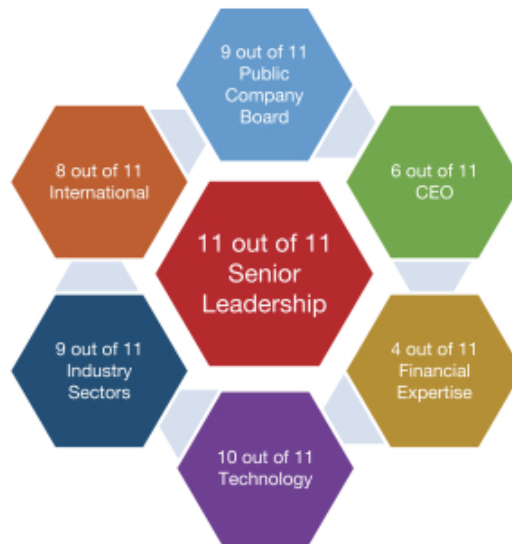 9 out of 11
Public
Company
Board
8 out of 11
International
6 out of 11
CEO
11 out of 11
Senior
Leadership
9 out of 11
Industry
Sectors
4 out of 11
Financial
Expertise
10 out of 11
Technology